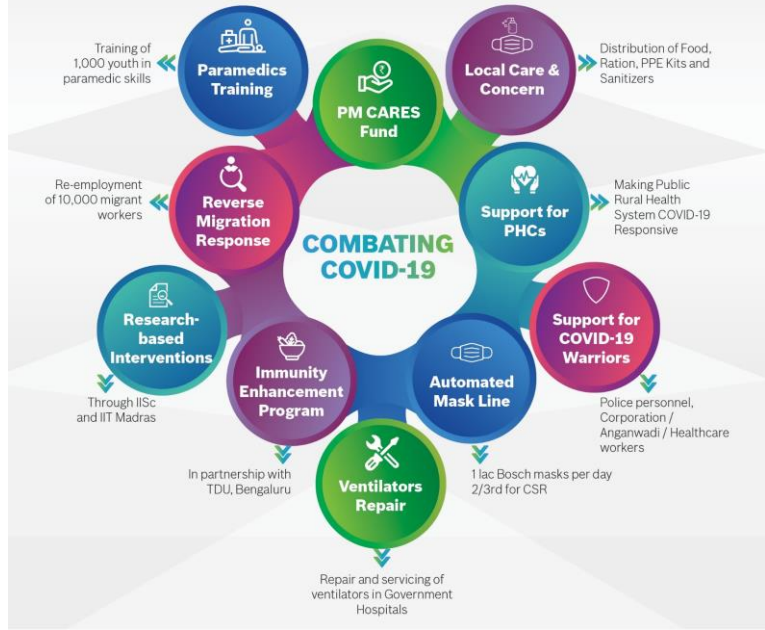 Training of
1,000 youth in
paramedic skills
Paramedics
Training
PM CARES
Fund
Local Care &
Concern
Distribution of Food,
Ration, PPE Kits and
Sanitizers
Re-employment
of 10,000 migrant
workers
Reverse
Migration
Response
COMBATING
COVID-19
Support for
PHCs
Making Public
Rural Health
System COVID-19
Responsive
Research-
based
Interventions
Through IISc
and IIT Madras
Immunity
Enhancement
Program
In partnership with
TDU, Bengaluru
Ventilators
Repair
Repair and servicing of
ventilators in Government
Hospitals
Automated
Mask Line
1 lac Bosch masks per day
2/3rd for CSR
Support for
COVID-19
Warriors
Police personnel,
Corporation /
Anganwadi / Healthcare
workers